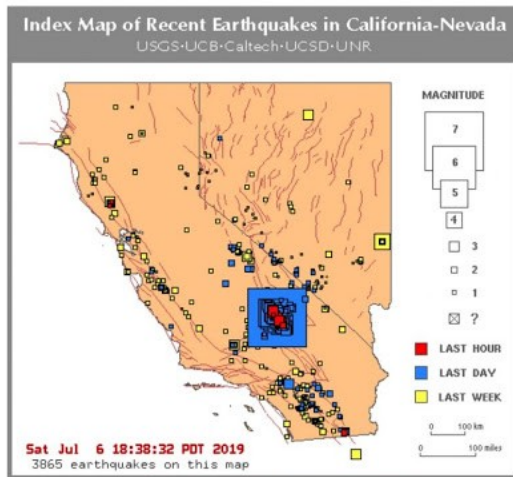 Index Map of Recent Earthquakes in California-Nevada
USGS·UCB·Caltech·UCSD·UNR
MAGNITUDE
7
6
5
4
3
2
1
?
LAST HOUR
LAST DAY
LAST WEEK
0 100 km
0 100 miles
Sat Jul 6 18:38:32 PDT 2019
3865 earthquakes on this map